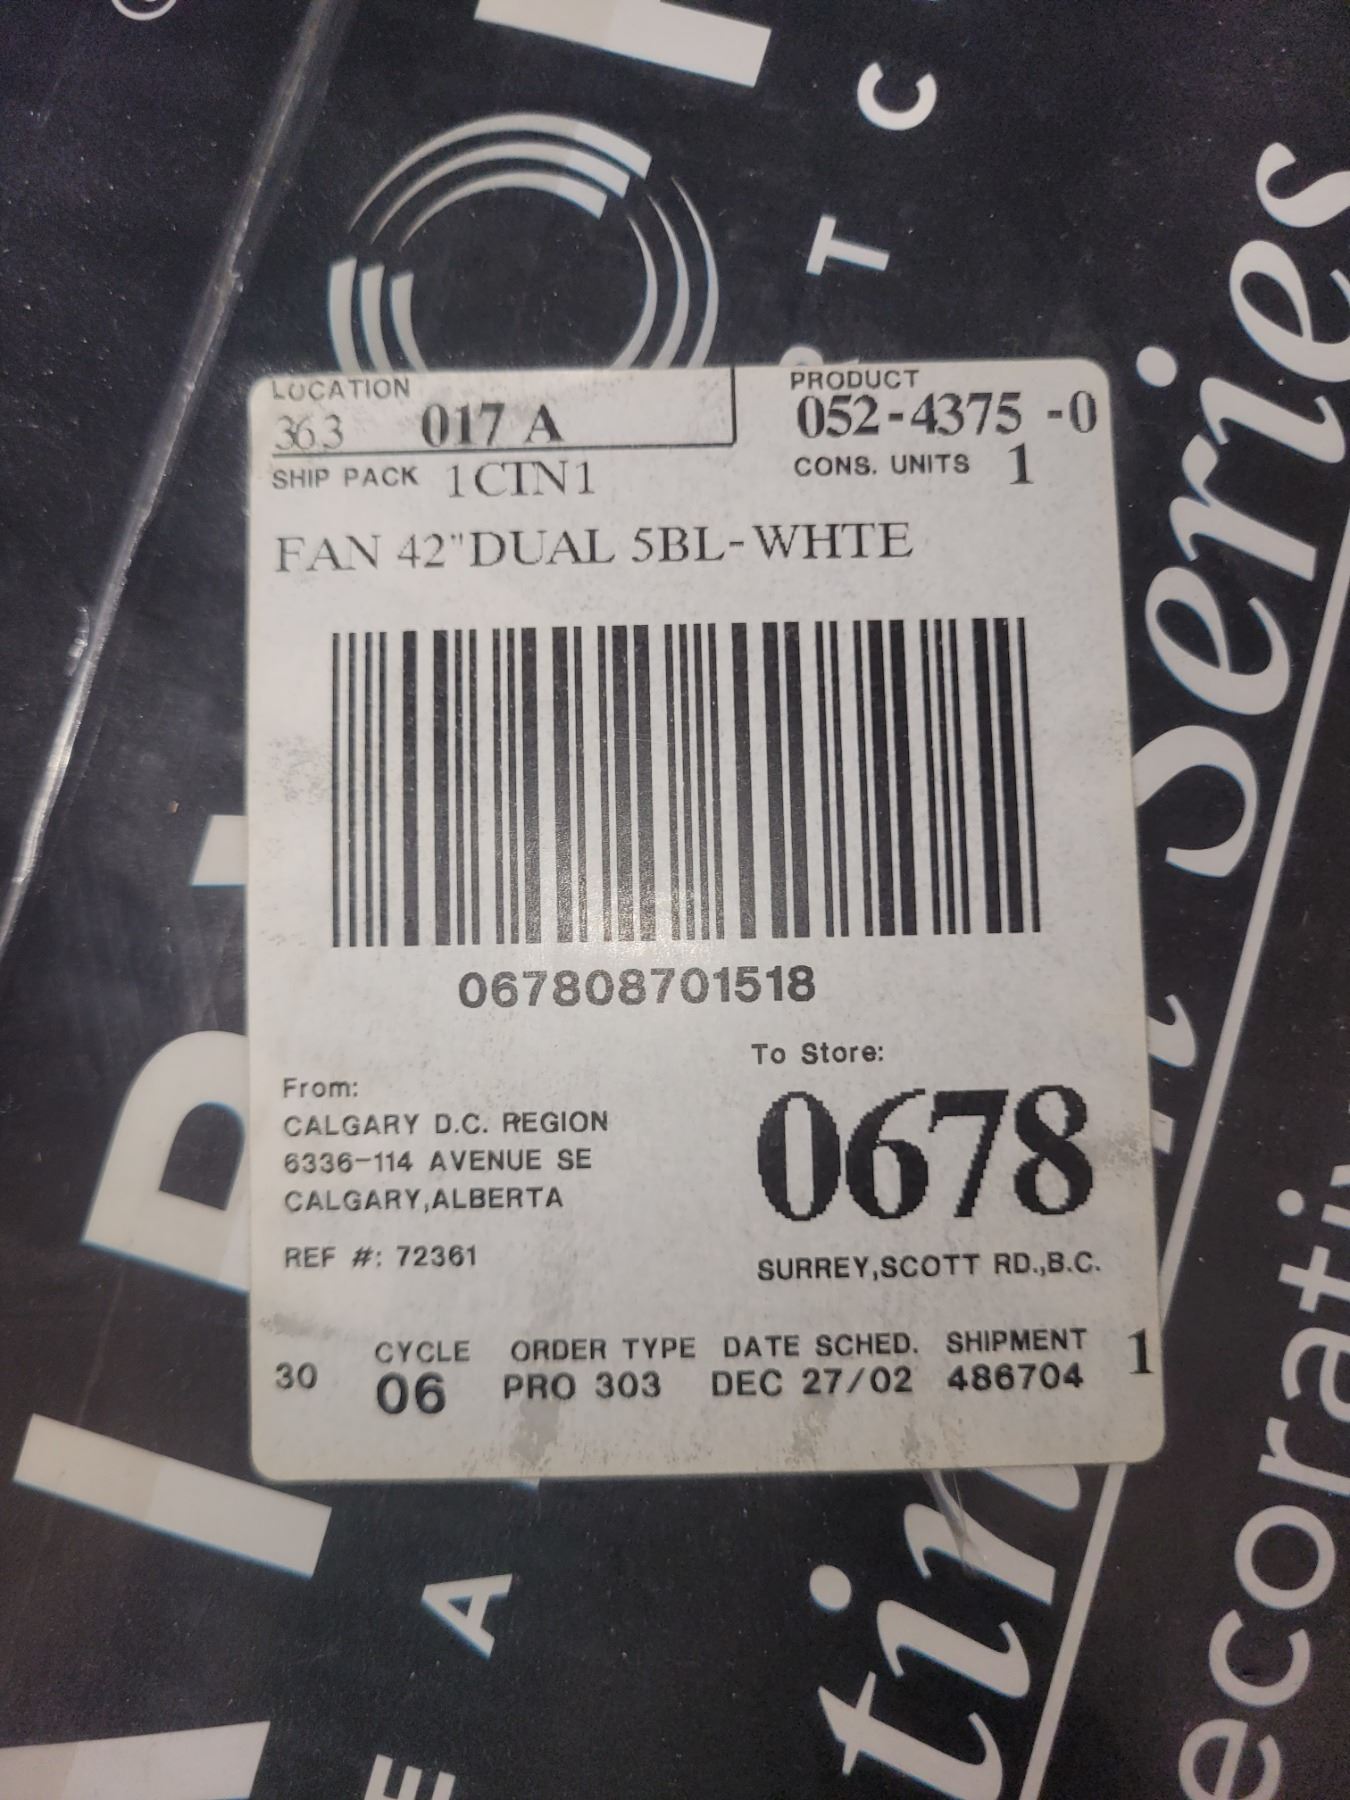 LOCATION
363 017 A
PRODUCT
052-4375 -0
SHIP PACK 1CTN1
CONS. UNITS 1
FAN 42"DUAL 5BL-WHTE
067808701518
From:
CALGARY D.C. REGION
6336-114 AVENUE SE
CALGARY,ALBERTA
REF #: 72361
To Store:
0678
SURREY,SCOTT RD.,B.C.
30 CYCLE ORDER TYPE DATE SCHED. SHIPMENT 1
06 PRO 303 DEC 27/02 486704
Series